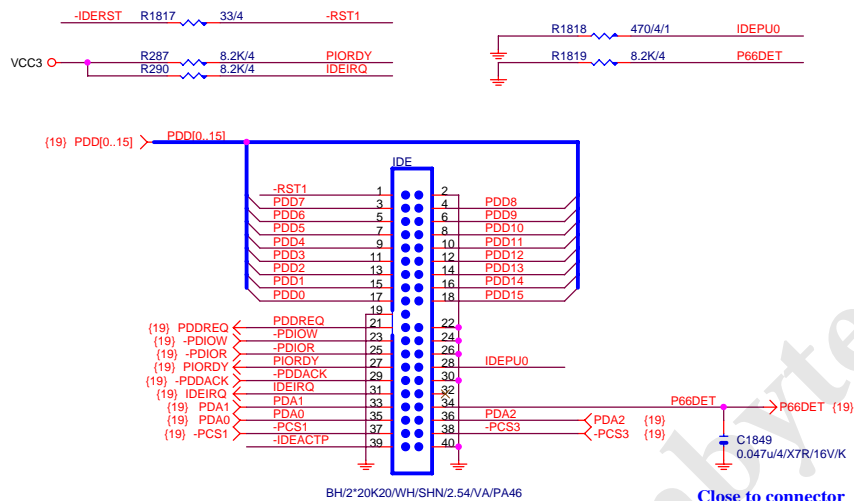 -IDERST R1817 33/4 -RST1
R1818 470/4/1 IDEPU0
VCC3 R287 8.2K/4 PIORDY
R290 8.2K/4 IDEIRQ
R1819 8.2K/4 P66DET
{19} PDD[0..15] PDD[0..15]
IDE
-RST1 1 2
PDD7 3 4 PDD8
PDD6 5 6 PDD9
PDD5 7 8 PDD10
PDD4 9 10 PDD11
PDD3 11 12 PDD12
PDD2 13 14 PDD13
PDD1 15 16 PDD14
PDD0 17 18 PDD15
19
{19} PDDREQ PDDREQ 21 22
{19} -PDIOW -PDIOW 23 24
{19} -PDIOR -PDIOR 25 26
{19} PIORDY PIORDY 27 28 IDEPU0
{19} -PDDACK -PDDACK 29 30
{19} IDEIRQ IDEIRQ 31 32
{19} PDA1 PDA1 33 34 P66DET P66DET {19}
{19} PDA0 PDA0 35 36 PDA2 PDA2 {19}
{19} -PCS1 -PCS1 37 38 -PCS3 -PCS3 {19}
-IDEACTP 39 40
C1849
0.047u/4/X7R/16V/K
BH/2*20K20/WH/SHN/2.54/VA/PA46
Close to connector